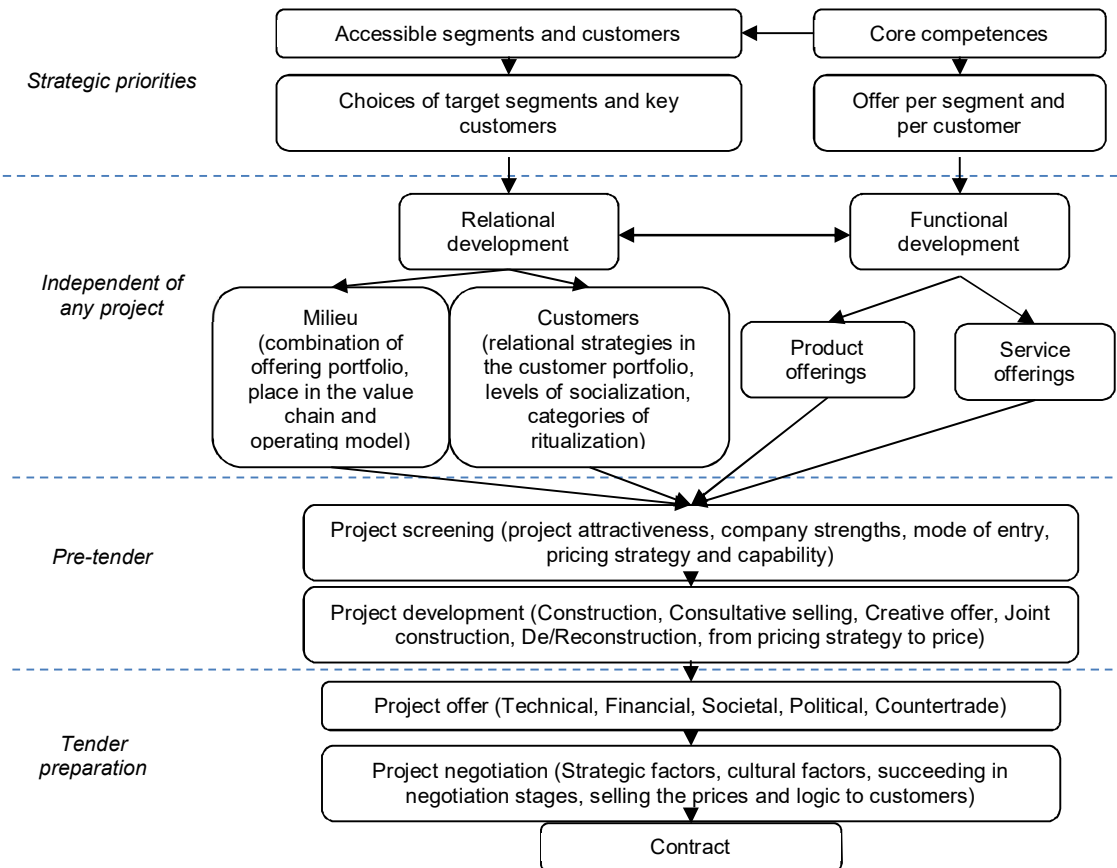 Accessible segments and customers
Core competences
Strategic priorities
Choices of target segments and key
customers
Offer per segment and
per customer
Relational
development
Functional
development
Independent of
any project
Milieu
(combination of
offering portfolio,
place in the value
chain and
operating model)
Customers
(relational strategies in
the customer portfolio,
levels of socialization,
categories of
ritualization)
Product
offerings
Service
offerings
Pre-tender
Project screening (project attractiveness, company strengths, mode of entry,
pricing strategy and capability)
Project development (Construction, Consultative selling, Creative offer, Joint
construction, De/Reconstruction, from pricing strategy to price)
Tender
preparation
Project offer (Technical, Financial, Societal, Political, Countertrade)
Project negotiation (Strategic factors, cultural factors, succeeding in
negotiation stages, selling the prices and logic to customers)
Contract